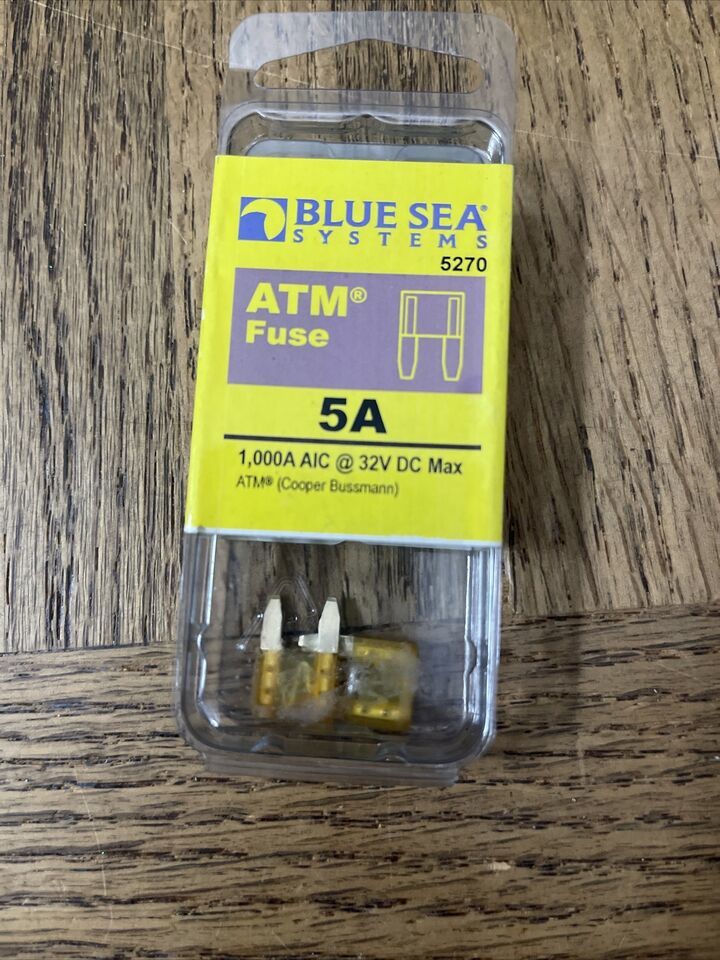 BLUE SEA®
SYSTEMS
5270
ATM®
Fuse
5A
1,000A AIC @ 32V DC Max
ATM® (Cooper Bussmann)